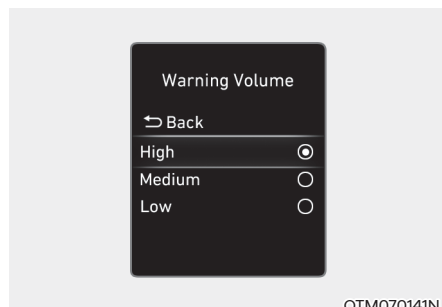 Warning Volume
Back
High
Medium
Low
OTM070141N